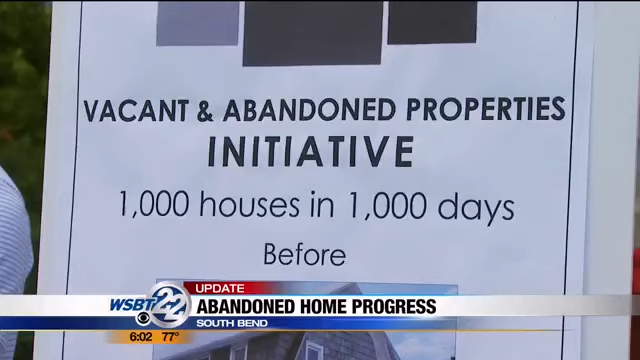 VACANT & ABANDONED PROPERTIES
INITIATIVE
1,000 houses in 1,000 days
Before
UPDATE
WSBT 22
ABANDONED HOME PROGRESS
6:02 77°
SOUTH BEND